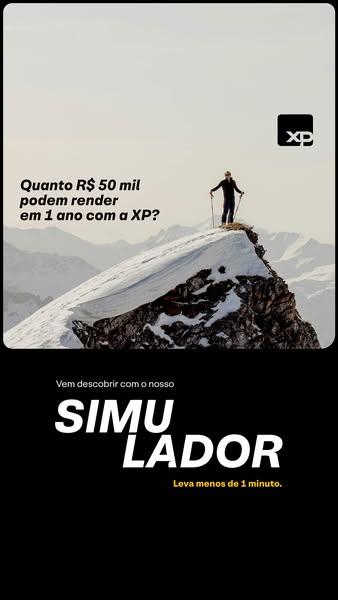 xp
Quanto R$ 50 mil
podem render
em 1 ano com a XP?
Vem descobrir com o nosso
SIMU
LADOR
Leva menos de 1 minuto.